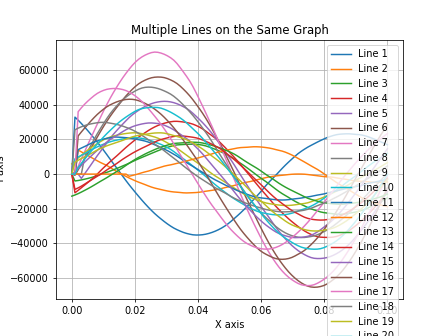 Multiple Lines on the Same Graph
60000
40000
20000
0
−20000
−40000
−60000
0.00
0.02
0.04
0.06
X axis
Line 1
Line 2
Line 3
Line 4
Line 5
Line 6
Line 7
Line 8
Line 9
Line 10
Line 11
Line 12
Line 13
Line 14
Line 15
Line 16
Line 17
Line 18
Line 19
Line 20